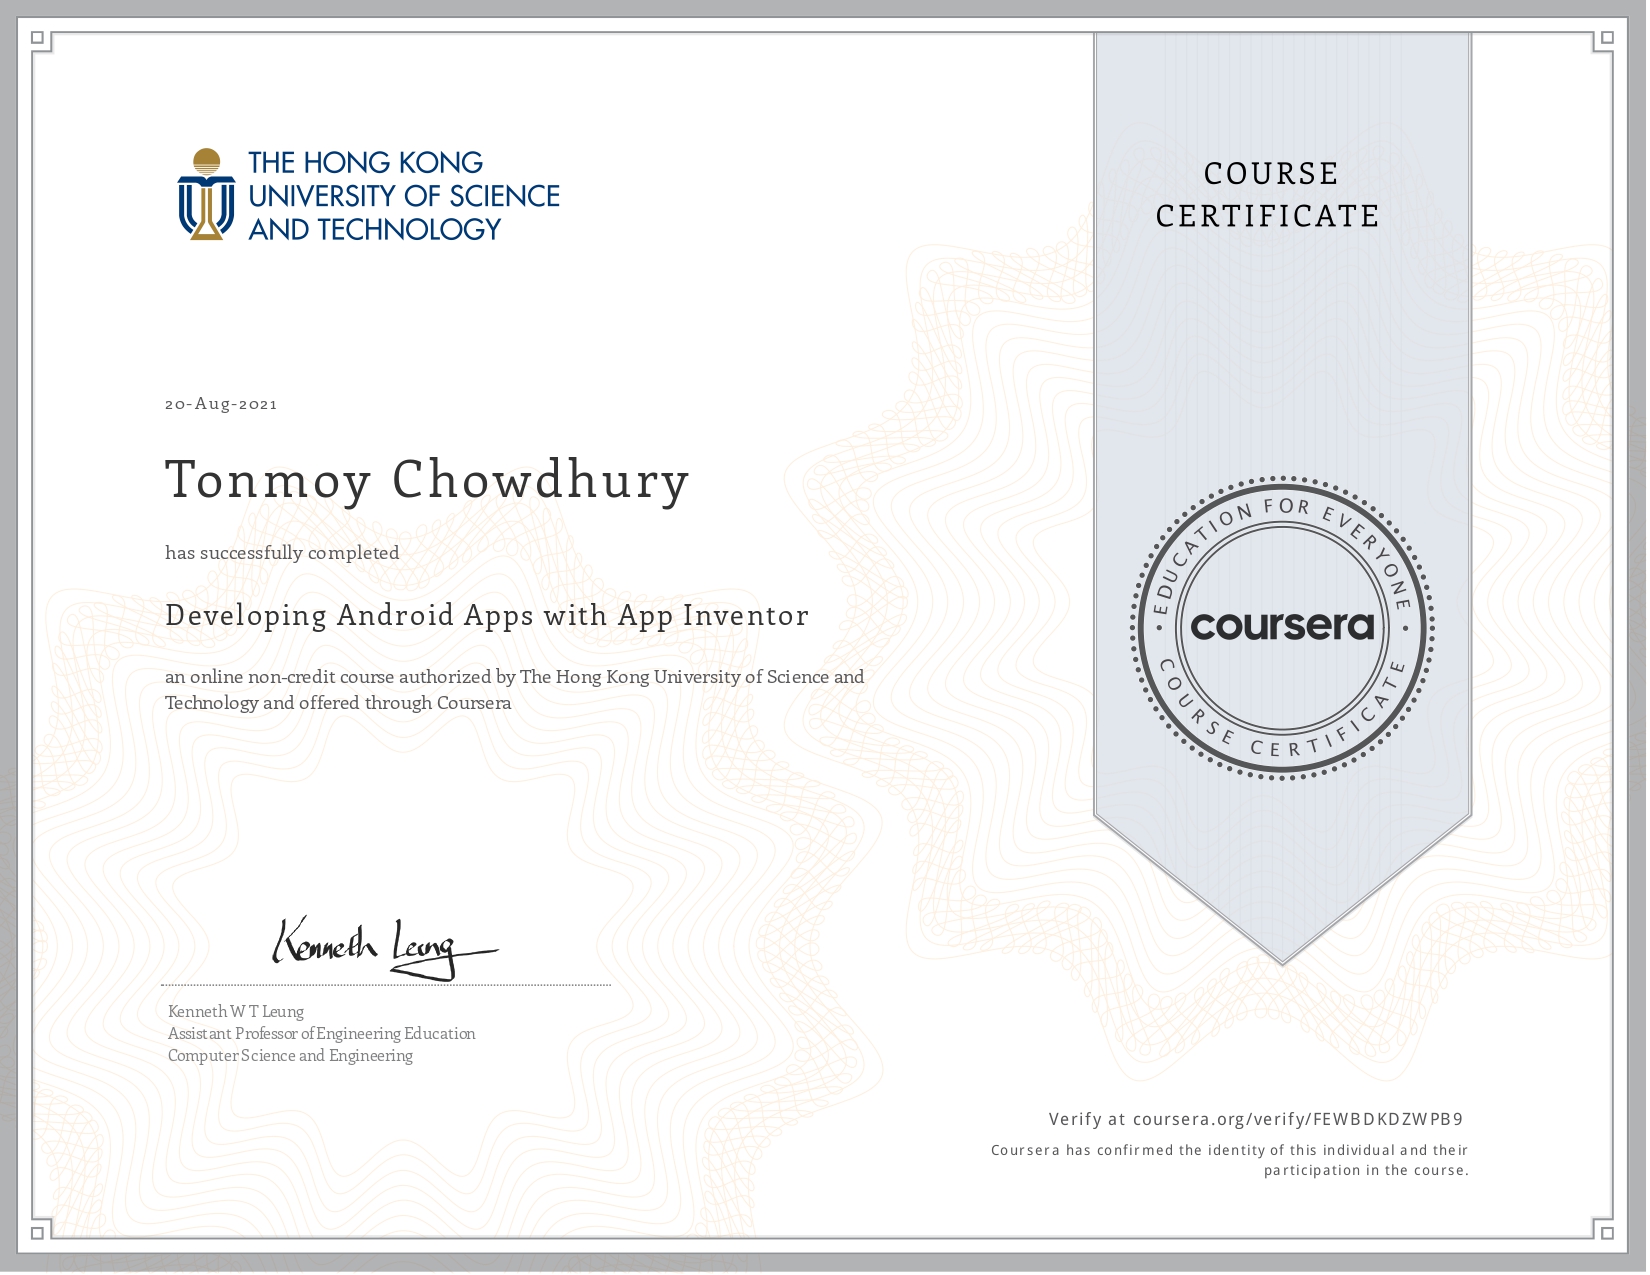 THE HONG KONG
UNIVERSITY OF SCIENCE
AND TECHNOLOGY
COURSE
CERTIFICATE
20-Aug-2021
Tonmoy Chowdhury
has successfully completed
Developing Android Apps with App Inventor
an online non-credit course authorized by The Hong Kong University of Science and
Technology and offered through Coursera
EDUCATION FOR EVERYONE
coursera
COURSE CERTIFICATE
Kenneth Leung
Kenneth W T Leung
Assistant Professor of Engineering Education
Computer Science and Engineering
Verify at coursera.org/verify/FEWBDKDZWPB9
Coursera has confirmed the identity of this individual and their
participation in the course.